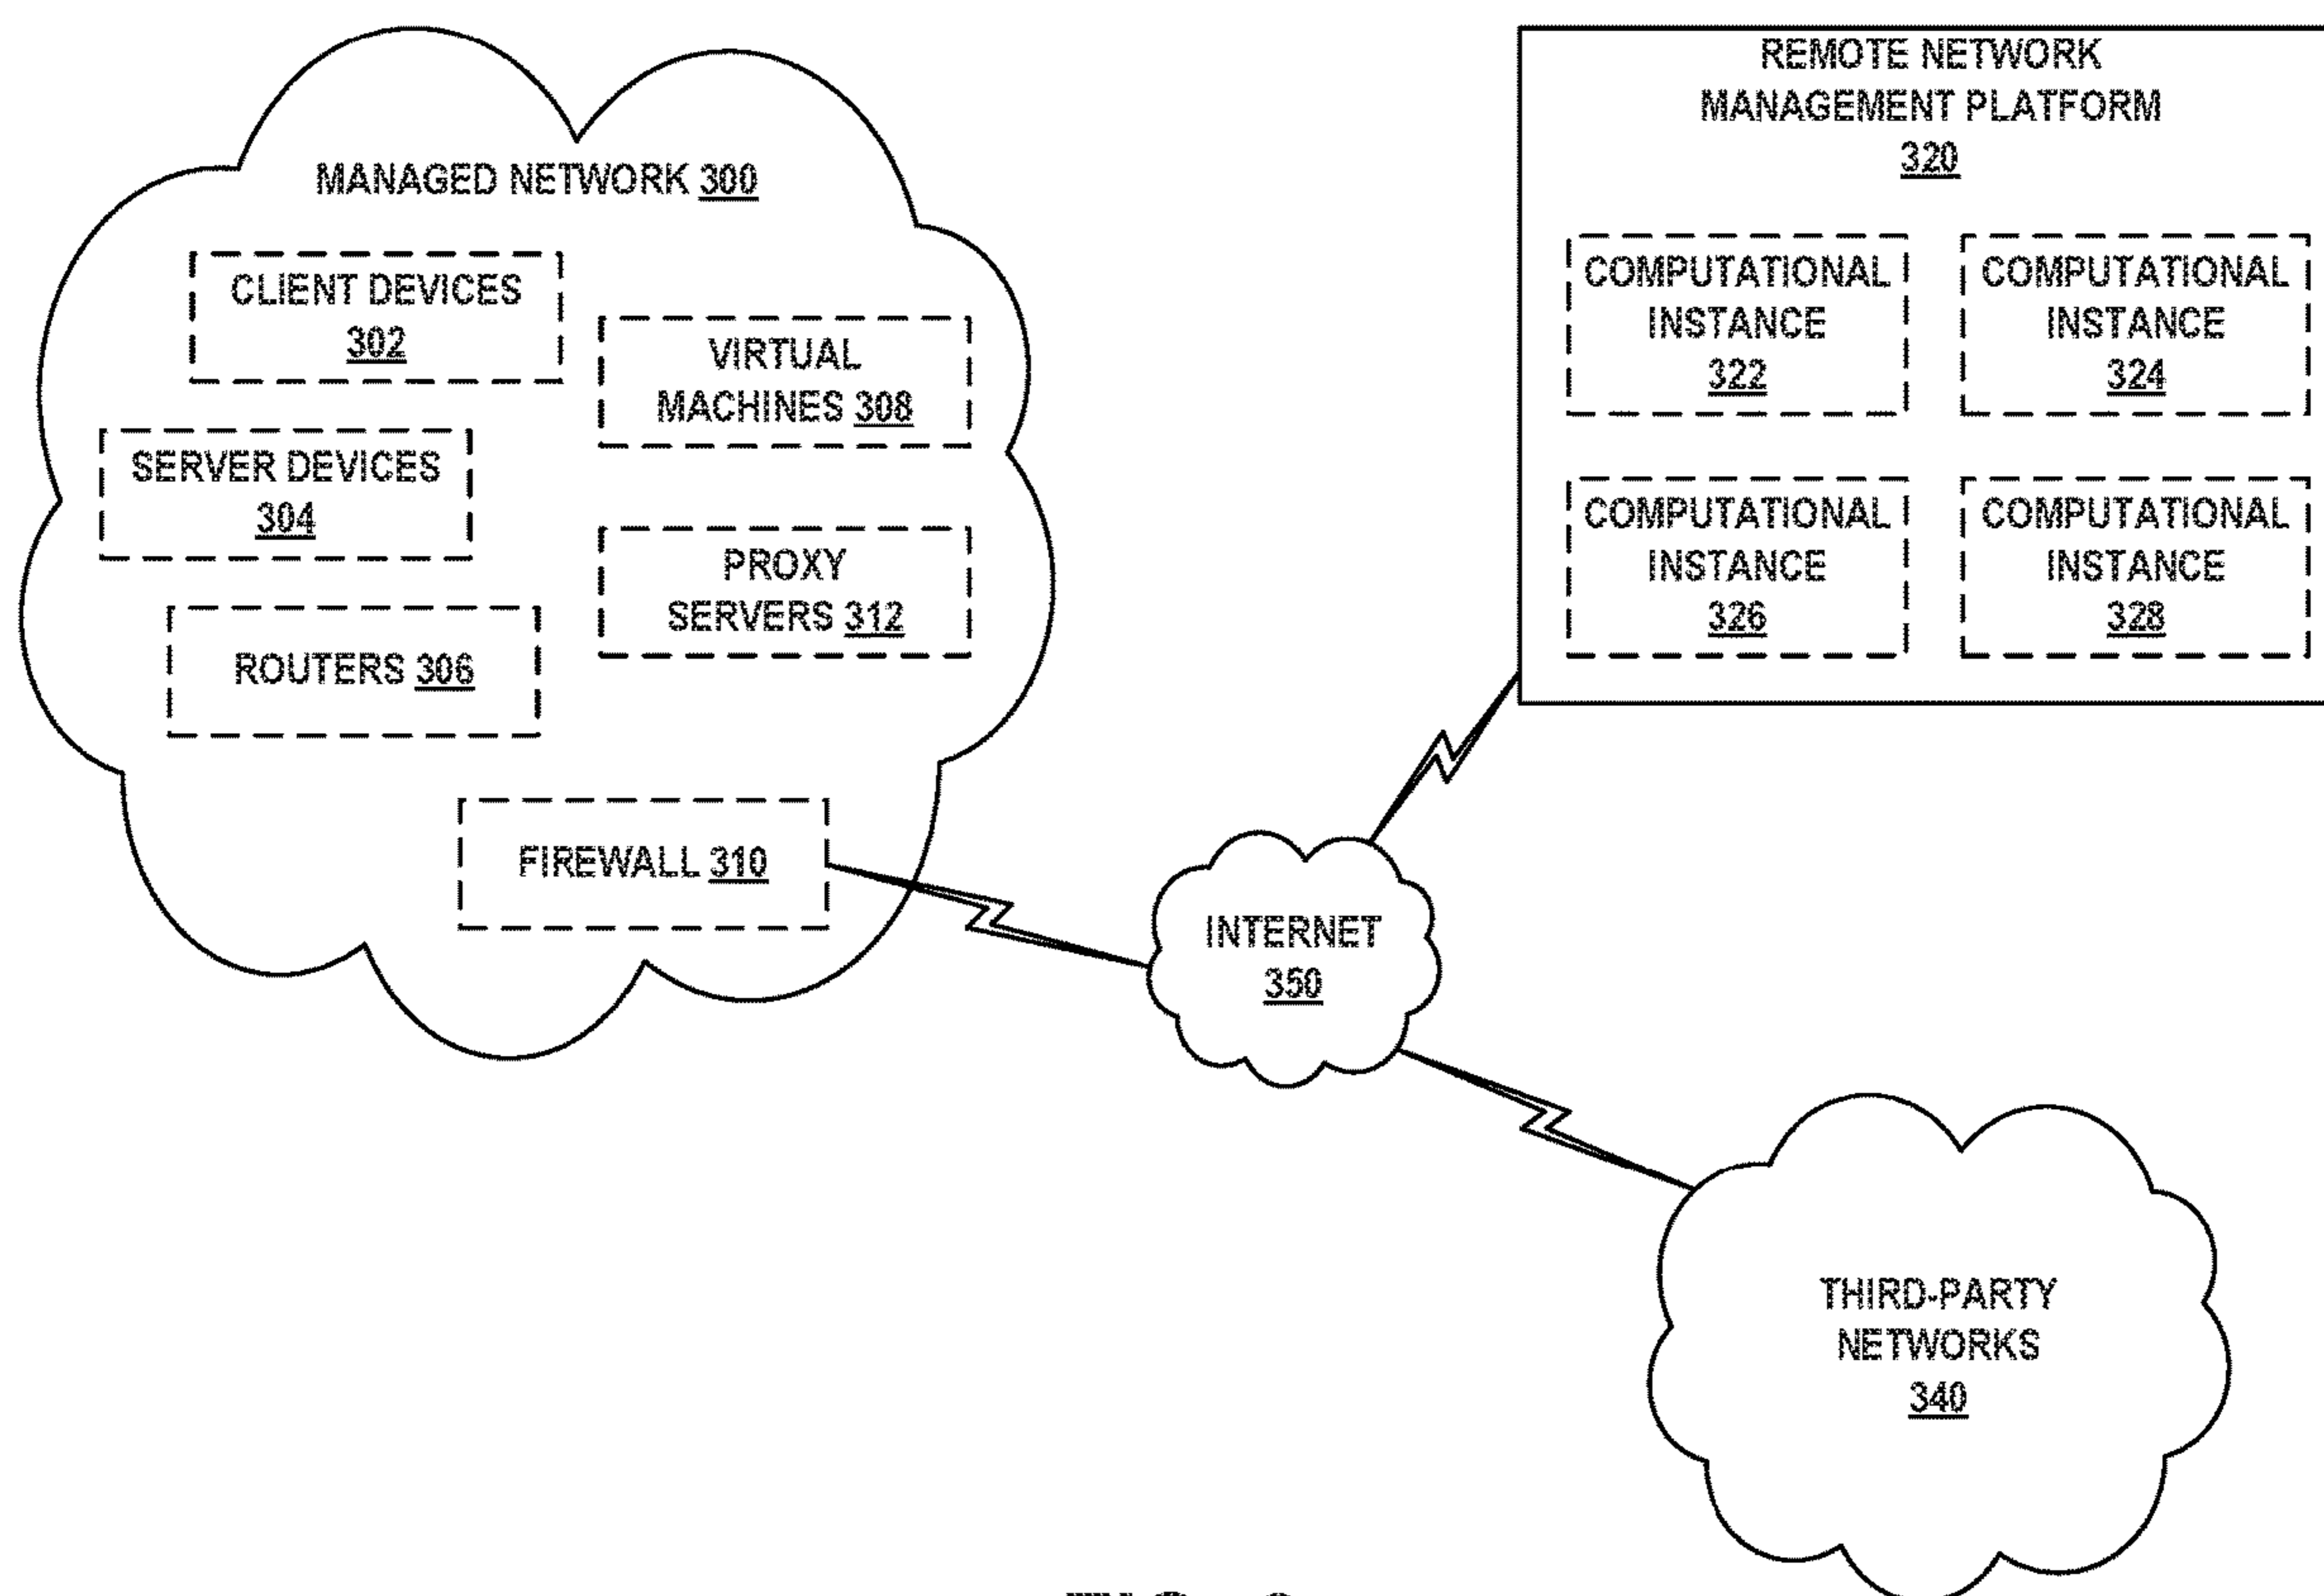 MANAGED NETWORK 300
CLIENT DEVICES
302
VIRTUAL
MACHINES 308
SERVER DEVICES
304
PROXY
SERVERS 312
ROUTERS 306
FIREWALL 310
REMOTE NETWORK
MANAGEMENT PLATFORM
320
COMPUTATIONAL
INSTANCE
322
COMPUTATIONAL
INSTANCE
324
COMPUTATIONAL
INSTANCE
326
COMPUTATIONAL
INSTANCE
328
INTERNET
350
THIRD-PARTY
NETWORKS
340